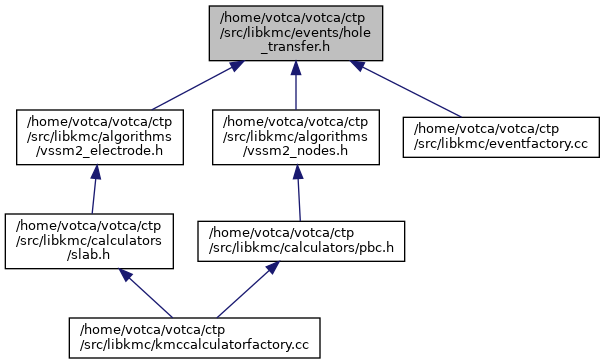 /home/votca/votca/ctp
/src/libkmc/events/hole
_transfer.h
/home/votca/votca/ctp
/src/libkmc/algorithms
/vssm2_electrode.h
/home/votca/votca/ctp
/src/libkmc/algorithms
/vssm2_nodes.h
/home/votca/votca/ctp
/src/libkmc/eventfactory.cc
/home/votca/votca/ctp
/src/libkmc/calculators
/slab.h
/home/votca/votca/ctp
/src/libkmc/calculators/pbc.h
/home/votca/votca/ctp
/src/libkmc/kmccalculatorfactory.cc